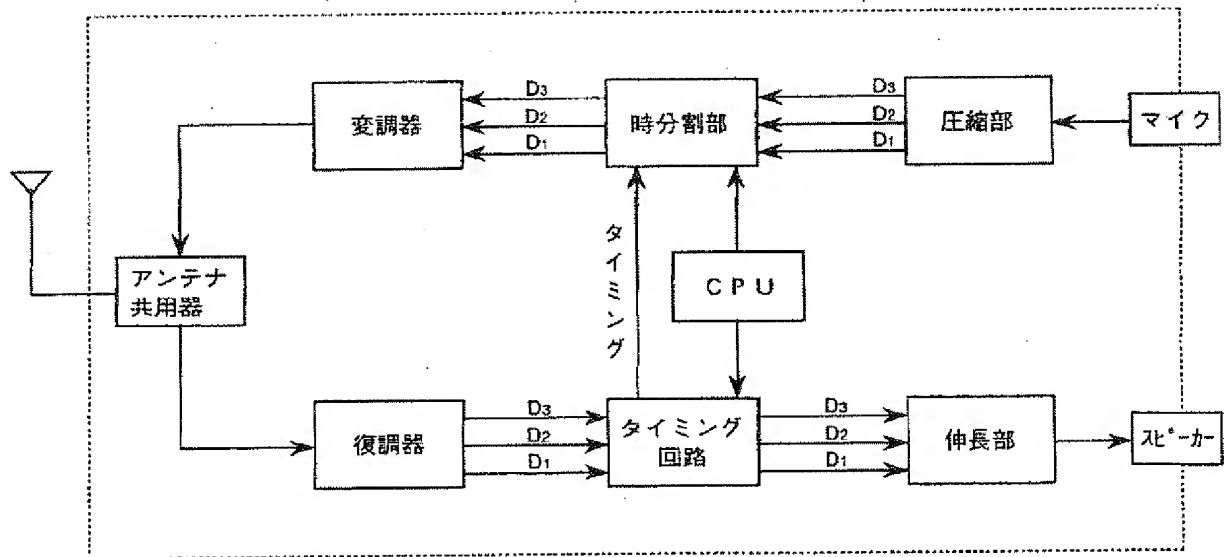 D3
D2
D1
D3
D2
D1
変調器
時分割部
圧縮部
マイク
タイミング
CPU
アンテナ
共用器
D3
D2
D1
D3
D2
D1
復調器
タイミング
回路
伸長部
スピーカー